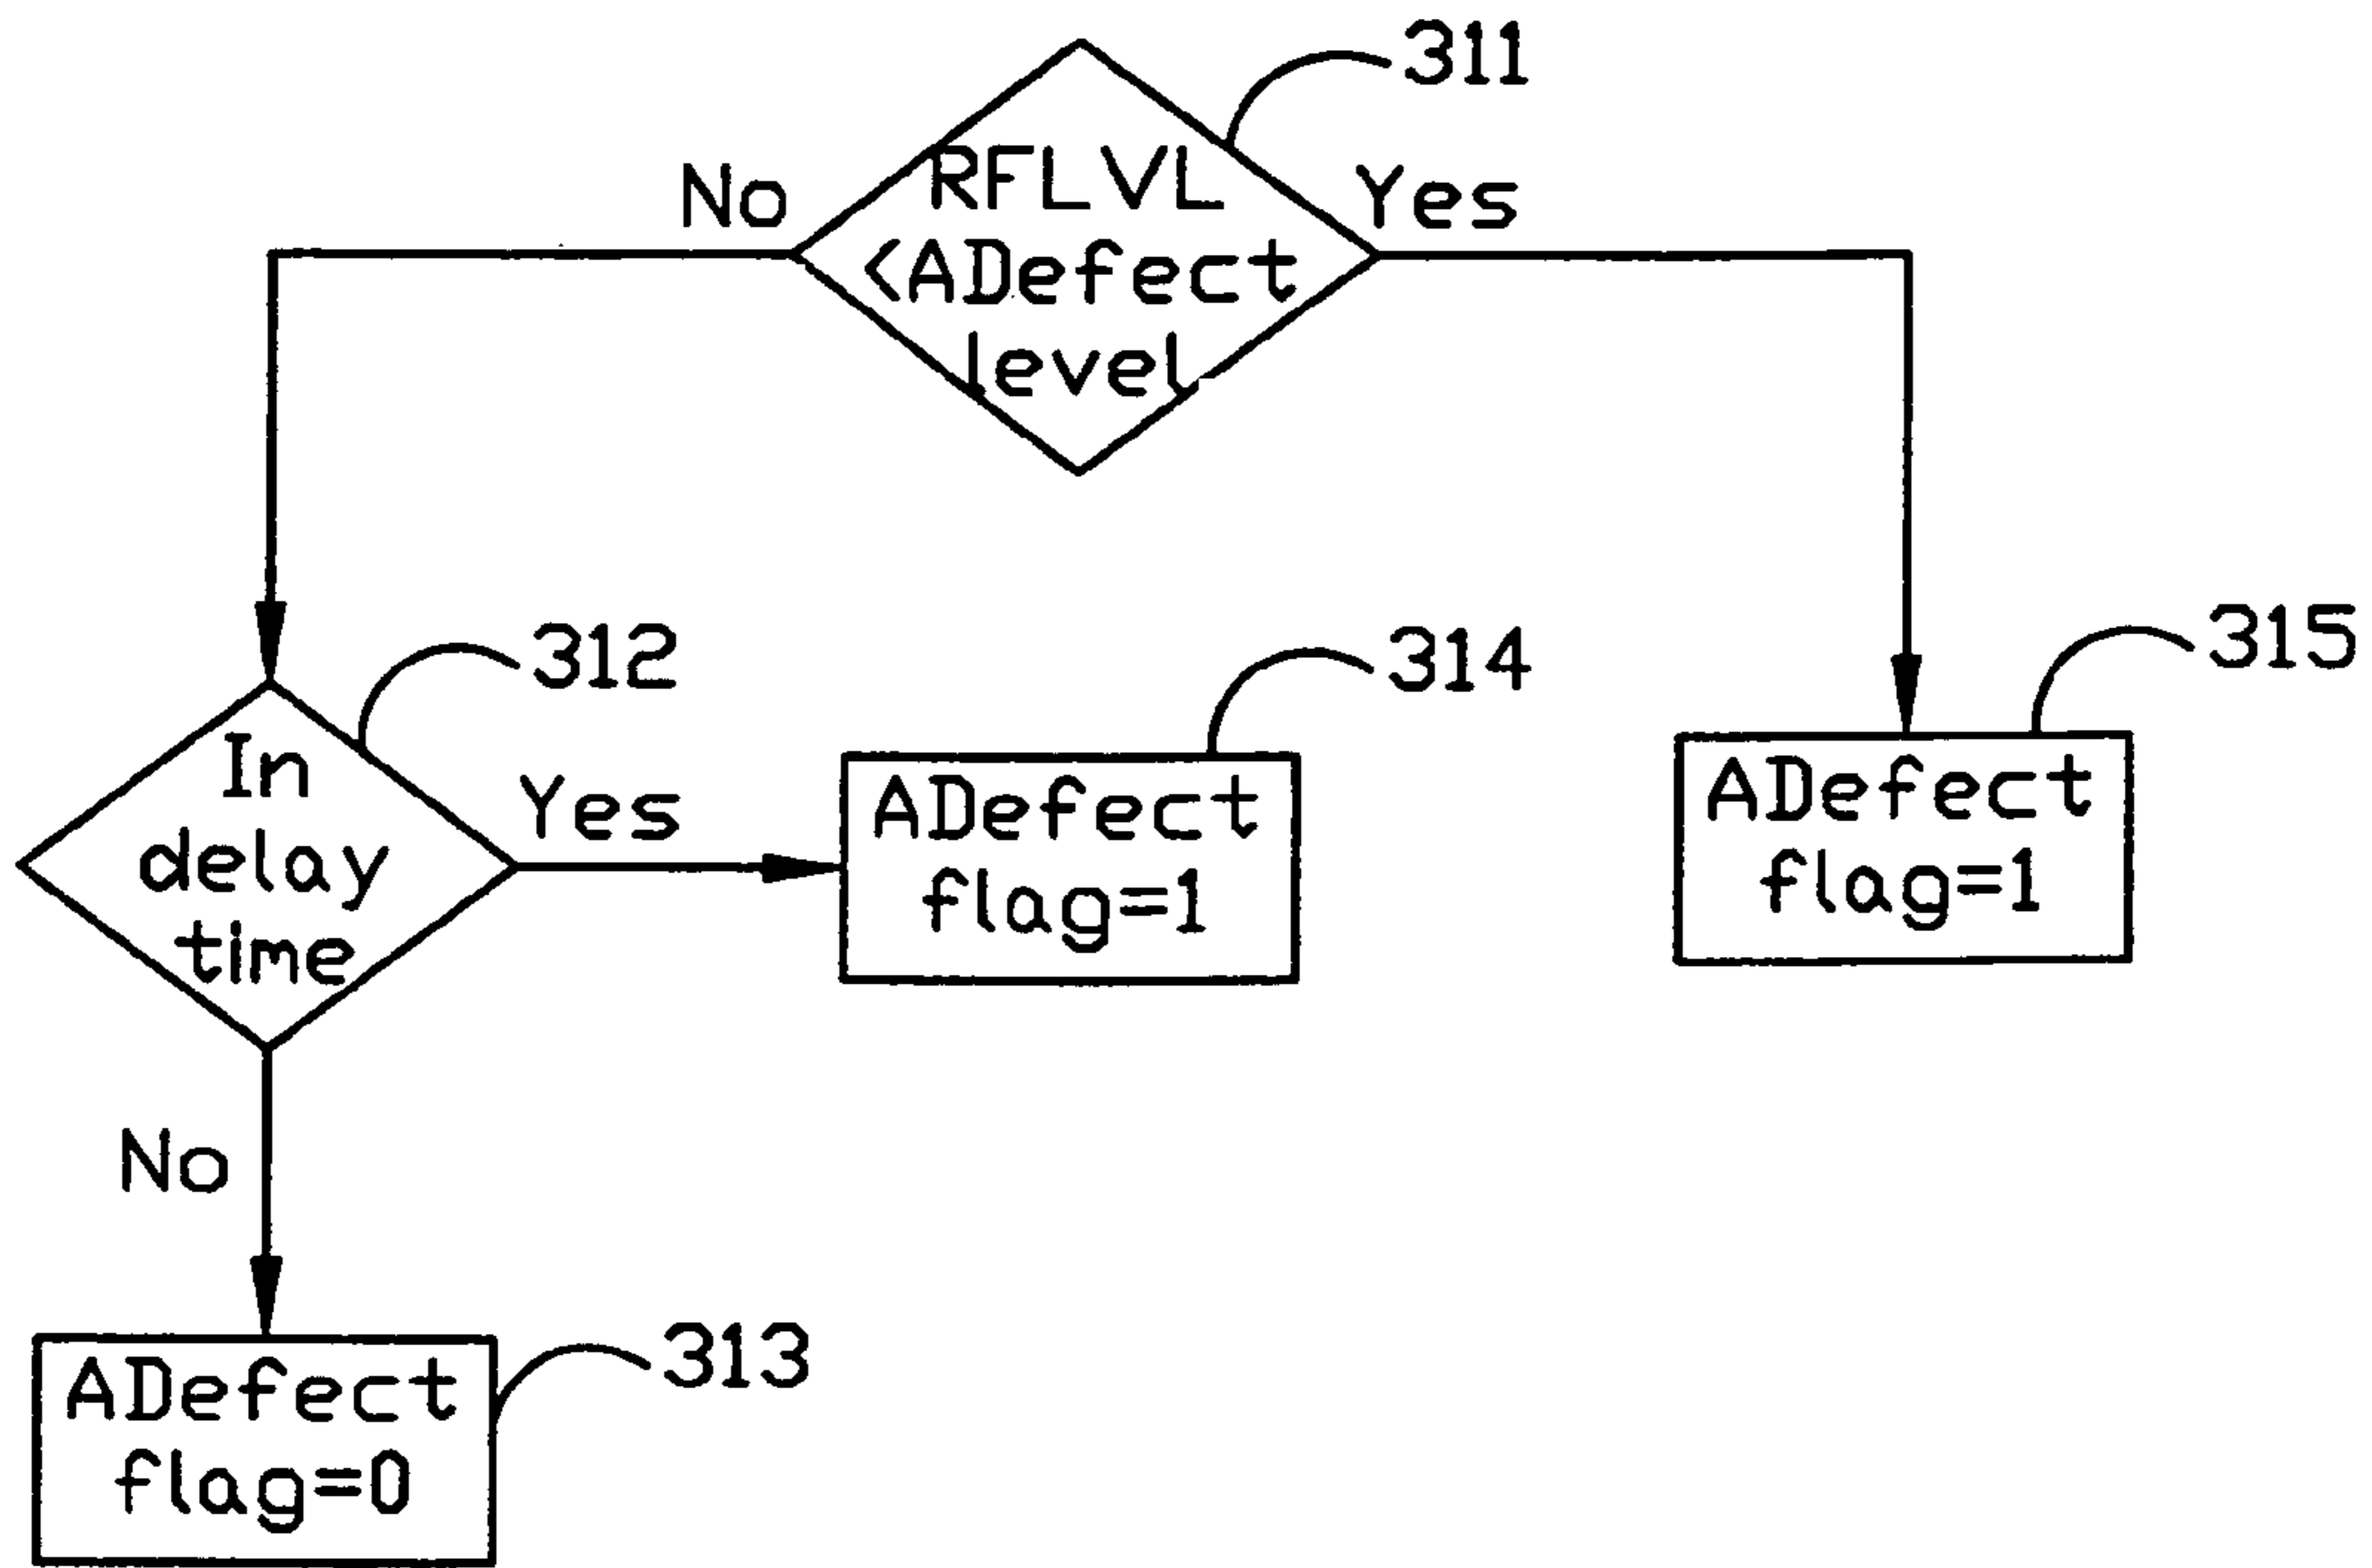 311
No
RFLVL
<ADefect
level
Yes
312
In
delay
time
Yes
314
ADefect
flag=1
315
ADefect
flag=1
No
313
ADefect
flag=0